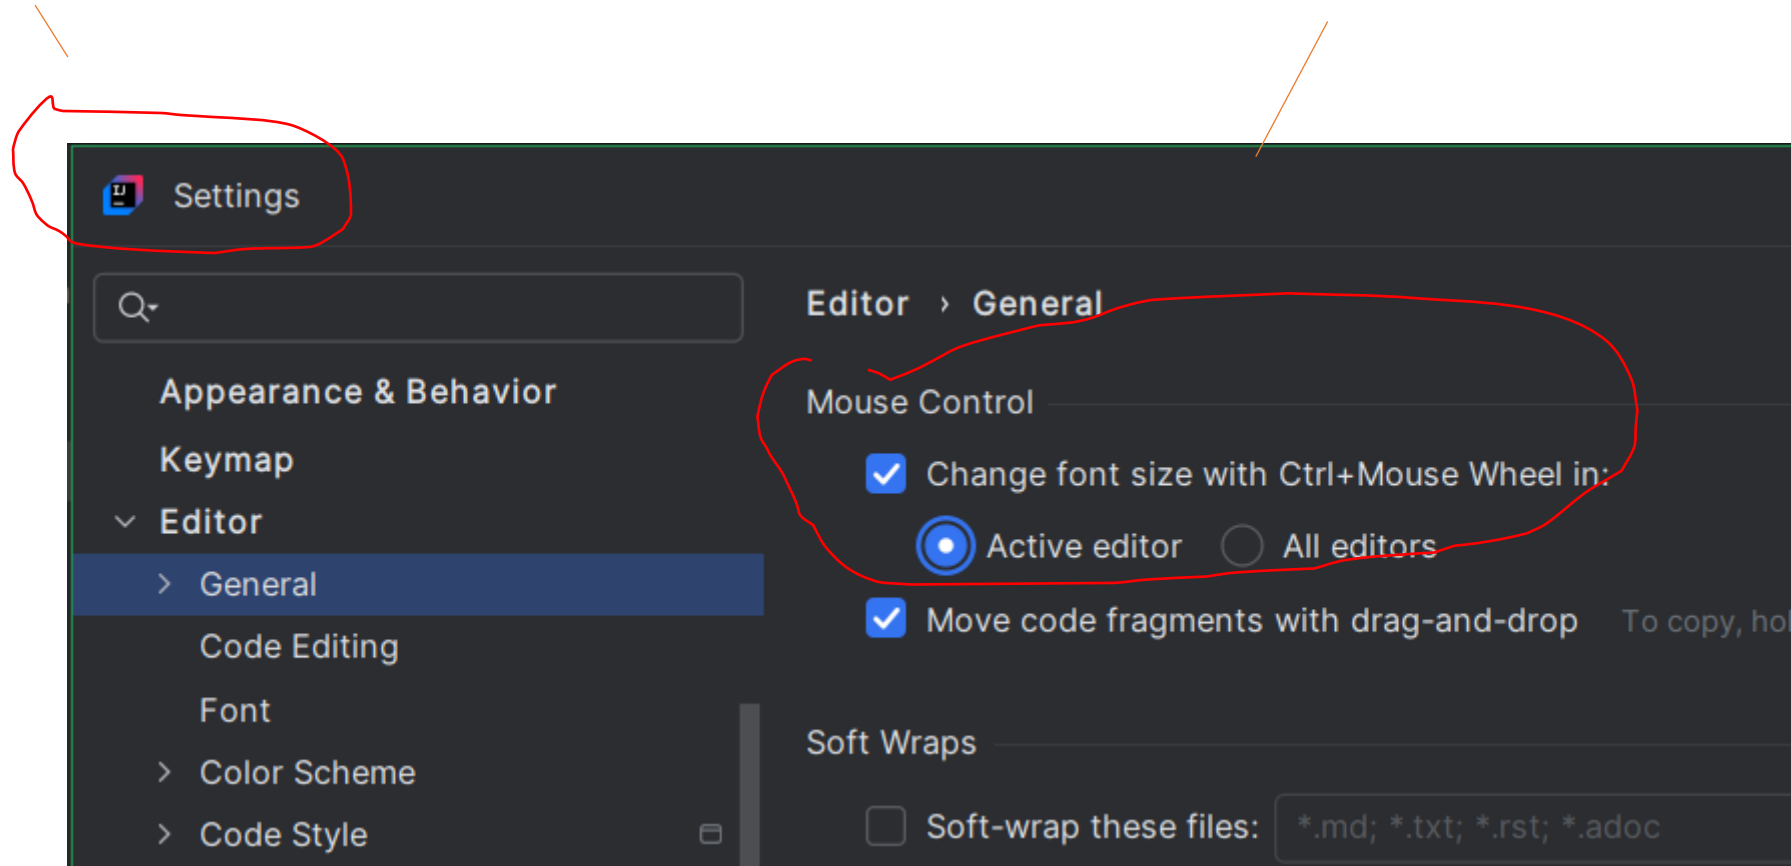 IJ
Settings
Appearance & Behavior
Keymap
Editor
General
Code Editing
Font
Color Scheme
Code Style
Editor › General
Mouse Control
Change font size with Ctrl+Mouse Wheel in:
Active editor All editors
Move code fragments with drag-and-drop To copy,
Soft Wraps
Soft-wrap these files: *.md; *.txt; *.rst; *.adoc